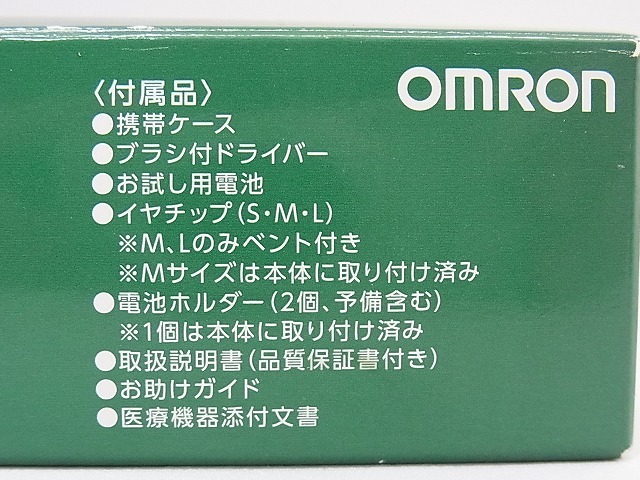 OMRON
〈付属品〉
●携帯ケース
●ブラシ付ドライバー
●お試し用電池
●イヤチップ(S・M・L)
※M、Lのみベント付き
※Mサイズは本体に取り付け済み
●電池ホルダー(2個、予備含む)
※1個は本体に取り付け済み
●取扱説明書(品質保証書付き)
●お助けガイド
●医療機器添付文書